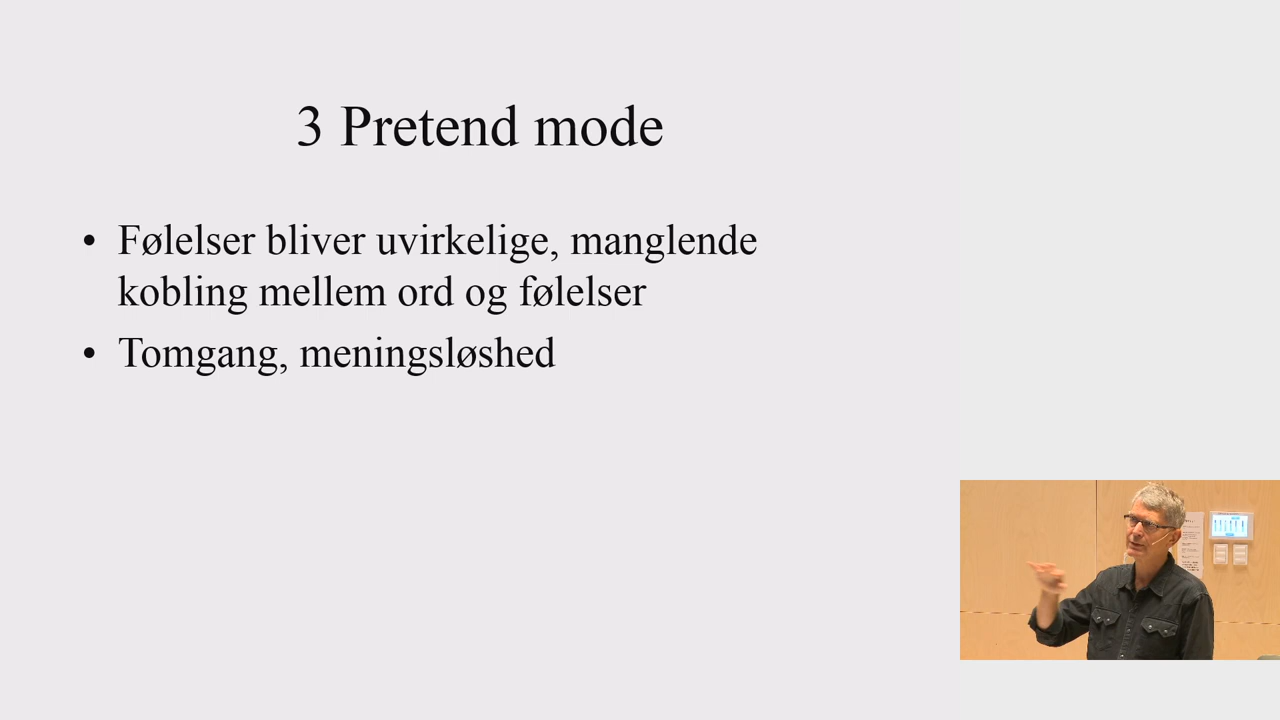 3 Pretend mode
• Følelser bliver uvirkelige, manglende
kobling mellem ord og følelser
• Tomgang, meningsløshed